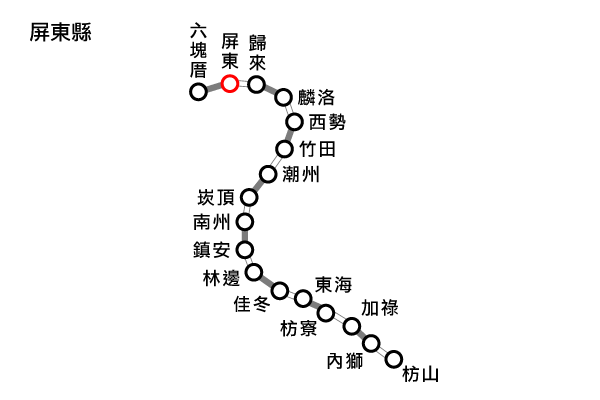 屏東縣
六塊厝
屏東
歸來
麟洛
西勢
竹田
潮州
崁頂
南州
鎮安
林邊
佳冬
東海
枋寮
加祿
內獅
枋山